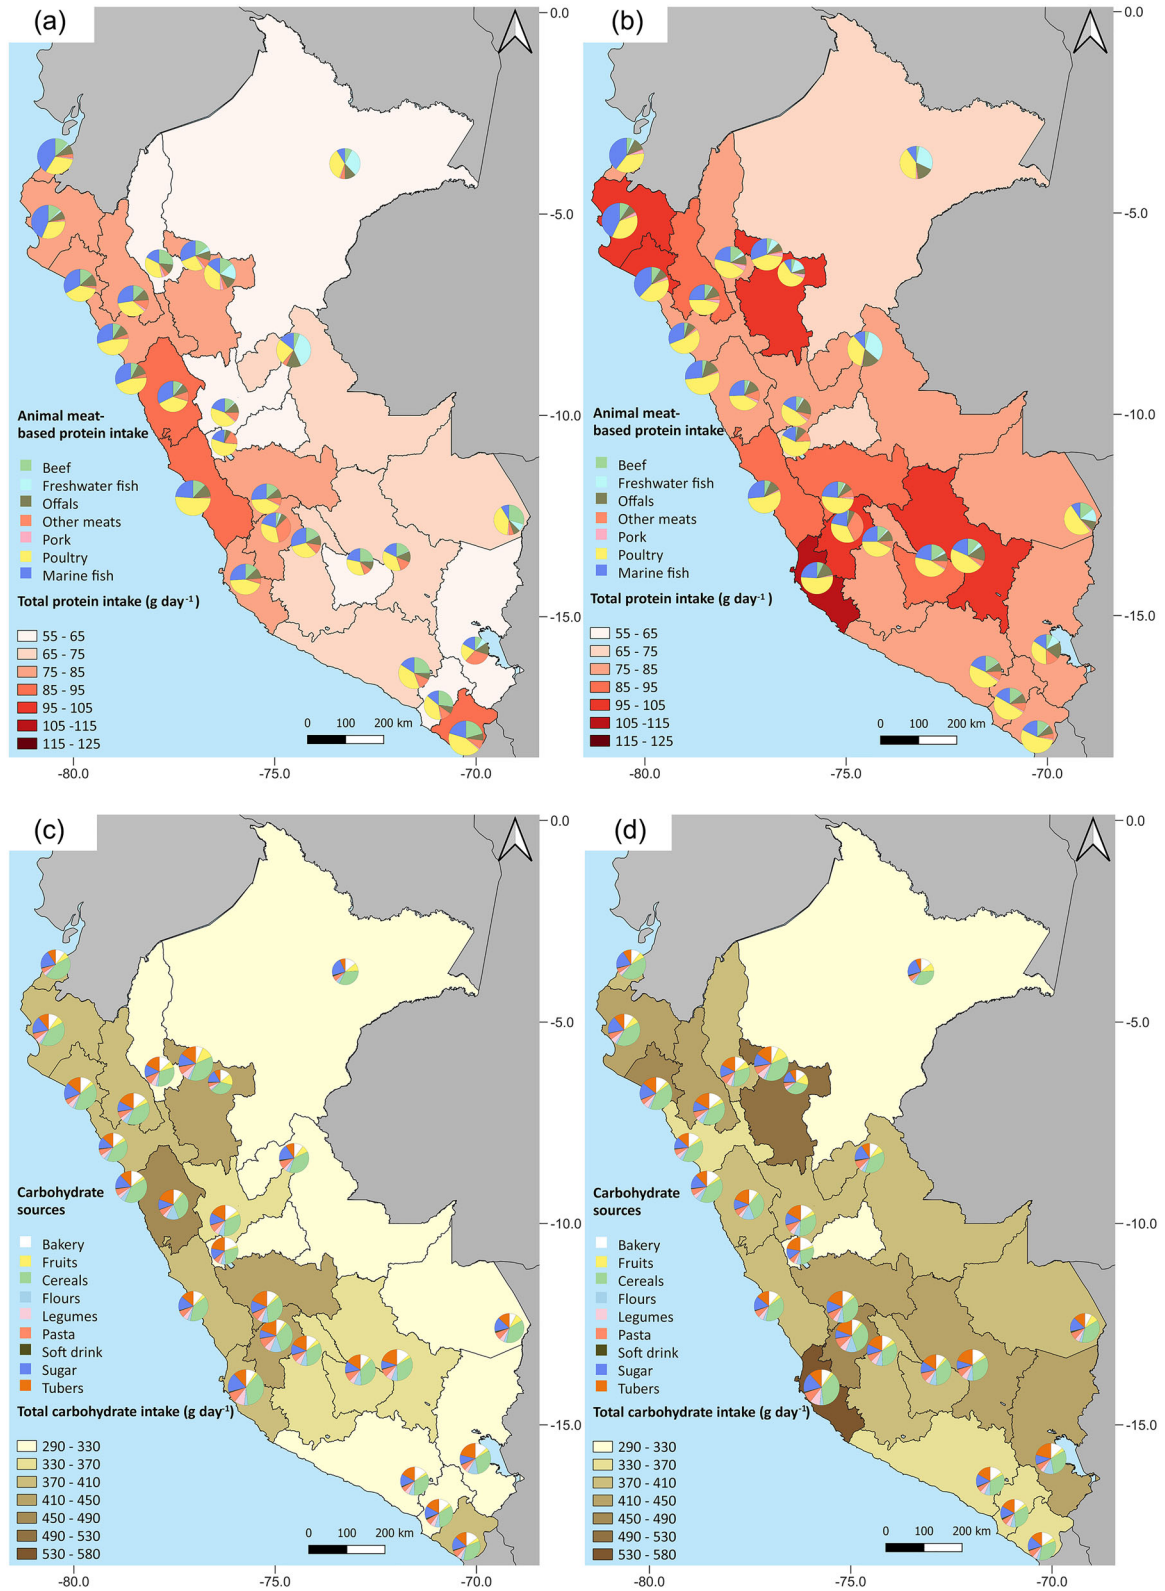 (a)
0.0
-5.0
-10.0
Animal meat-
based protein intake
Beef
Freshwater fish
Offals
Other meats
Pork
Poultry
Marine fish
Total protein intake (g day-1)
55 - 65
65 - 75
75 - 85
85 - 95
95 - 105
105 -115
115 - 125
-15.0
0 100 200 km
-80.0 -75.0 -70.0
(b)
0.0
-5.0
-10.0
Animal meat-
based protein intake
Beef
Freshwater fish
Offals
Other meats
Pork
Poultry
Marine fish
Total protein intake (g day-1)
55 - 65
65 - 75
75 - 85
85 - 95
95 - 105
105 -115
115 - 125
-15.0
0 100 200 km
-80.0 -75.0 -70.0
(c)
0.0
-5.0
-10.0
Carbohydrate
sources
Bakery
Fruits
Cereals
Flours
Legumes
Pasta
Soft drink
Sugar
Tubers
Total carbohydrate intake (g day-1)
290 - 330
330 - 370
370 - 410
410 - 450
450 - 490
490 - 530
530 - 580
-15.0
0 100 200 km
-80.0 -75.0 -70.0
(d)
0.0
-5.0
-10.0
Carbohydrate
sources
Bakery
Fruits
Cereals
Flours
Legumes
Pasta
Soft drink
Sugar
Tubers
Total carbohydrate intake (g day-1)
290 - 330
330 - 370
370 - 410
410 - 450
450 - 490
490 - 530
530 - 580
-15.0
0 100 200 km
-75.0 -70.0